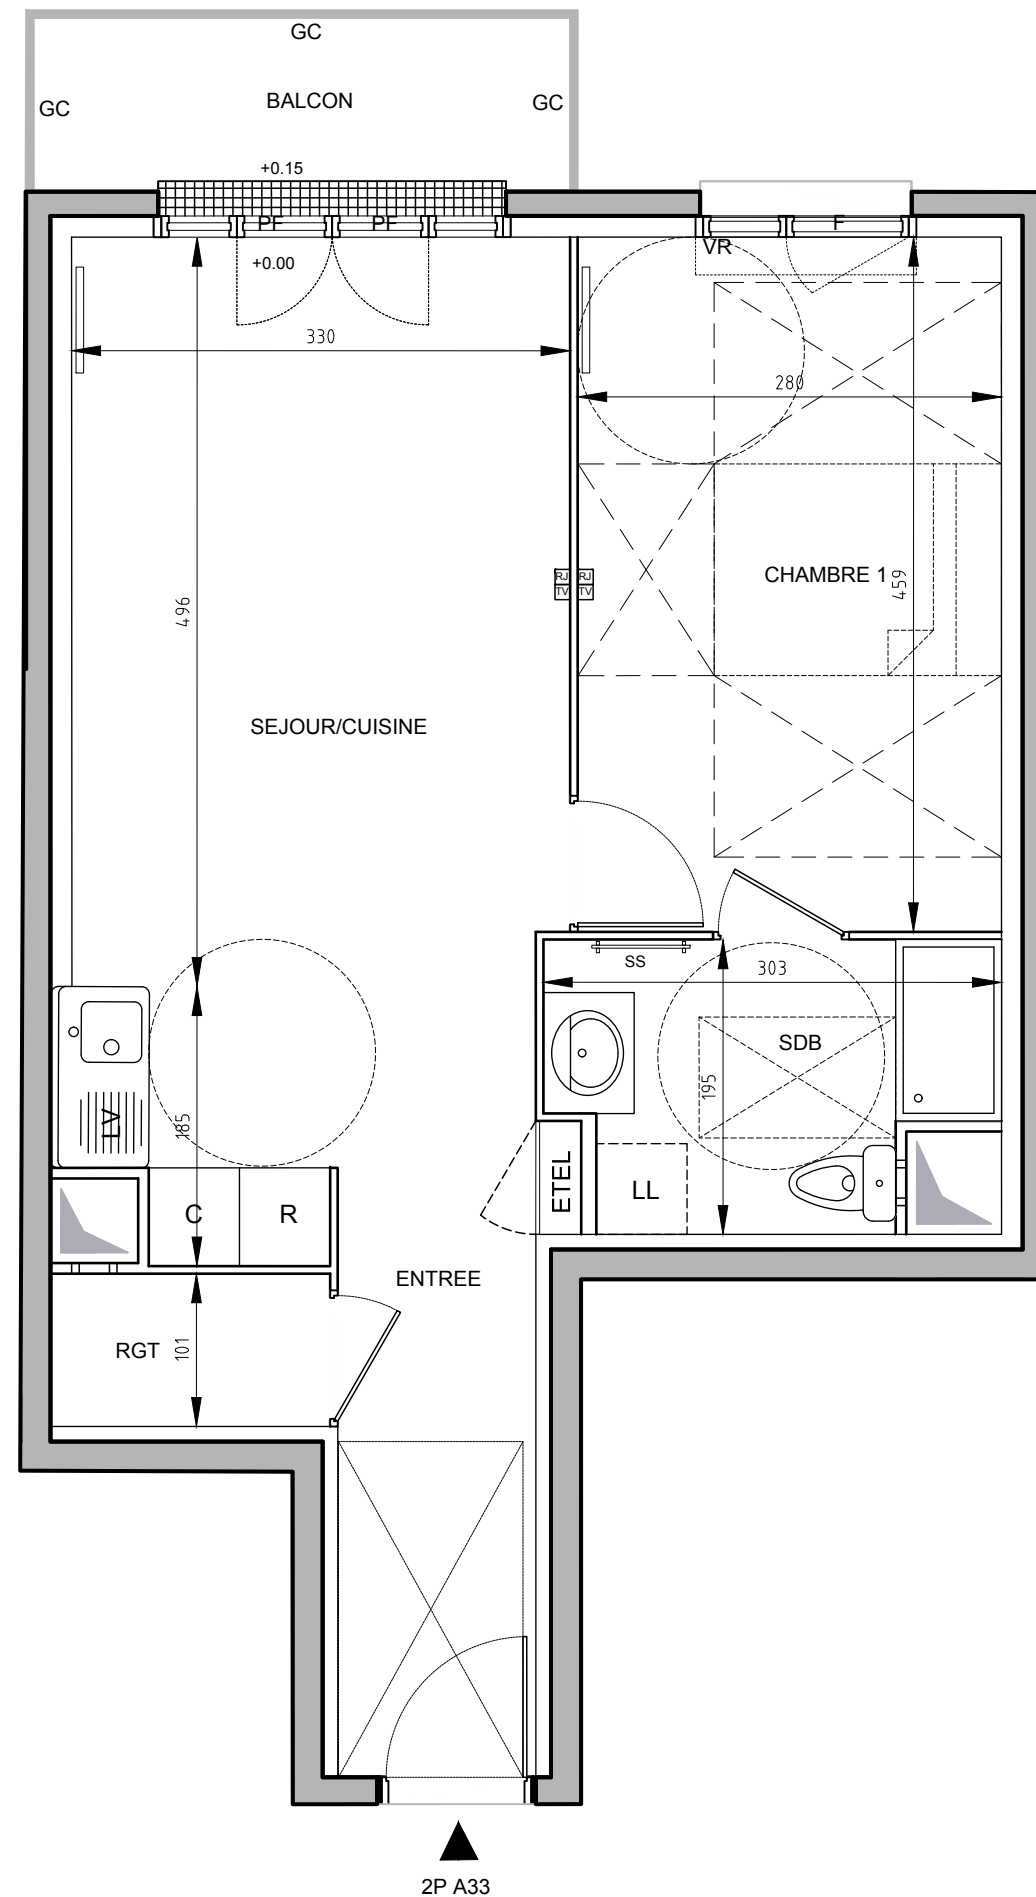 GC
GC
BALCON
GC
+0.15
PF
PF
F
VR
+0.00
330
280
RJ
RJ
TV
TV
CHAMBRE 1
459
496
SEJOUR/CUISINE
SS
303
SDB
195
LV
185
ETEL
LL
C
R
ENTREE
RGT
101
2P A33